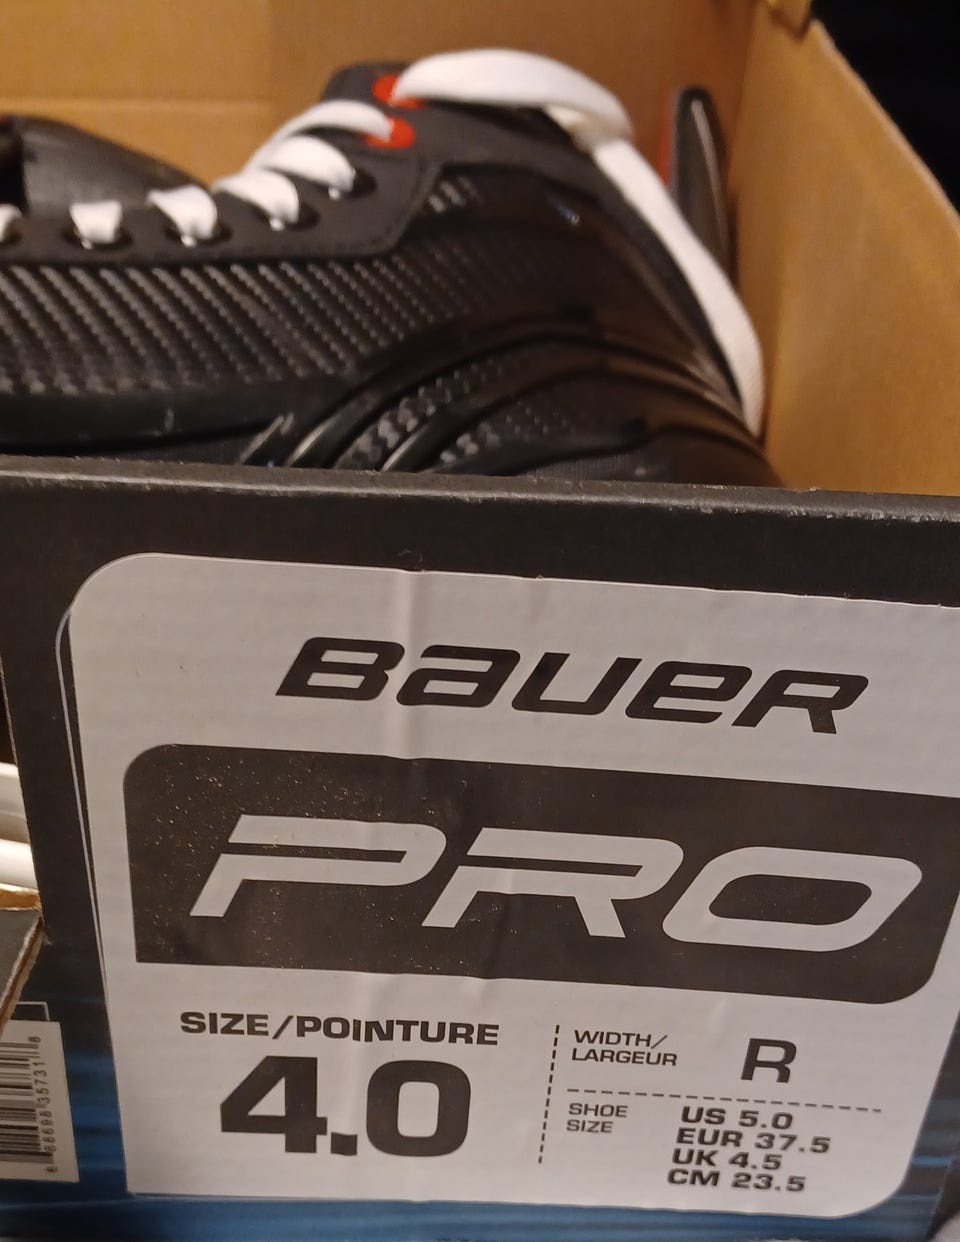 BAUER
PRO
SIZE/POINTURE
4.0
WIDTH/
LARGEUR
R
SHOE
SIZE
US 5.0
EUR 37.5
UK 4.5
CM 23.5